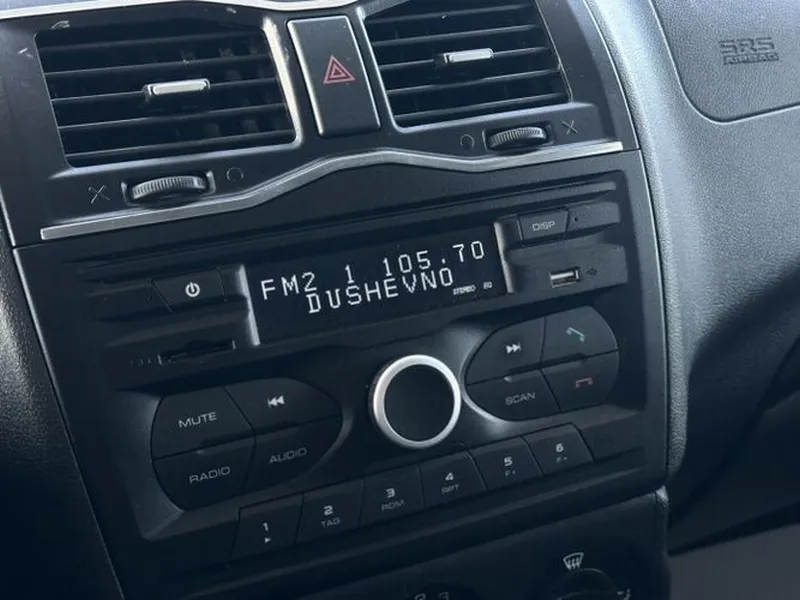 SRS
AIRBAG
DISP
FM2 1 105.70
DUSHEVNO
STEREO EQ
MUTE
SCAN
RADIO
AUDIO
1
2
TAG
3
RDM
4
RPT
5
F-
6
F+